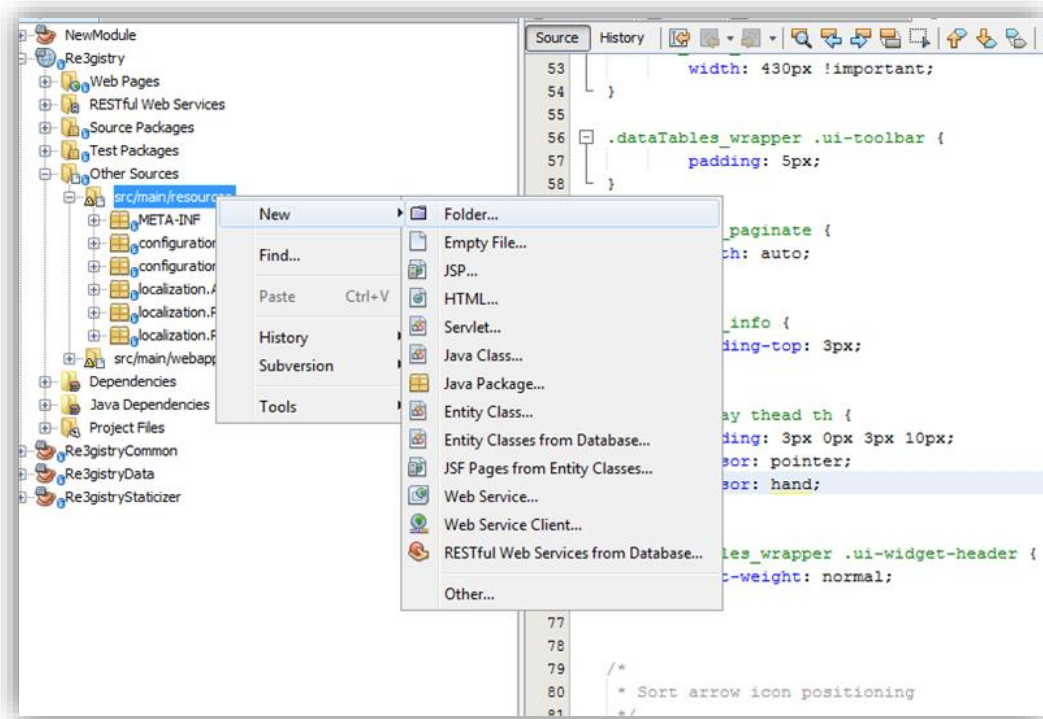 NewModule
Re3gistry
Web Pages
RESTful Web Services
Source Packages
Test Packages
Other Sources
src/main/resources
META-INF
configuration
configuration
localization.A
localization.F
localization.F
src/main/webapp
Dependencies
Java Dependencies
Project Files
Re3gistryCommon
Re3gistryData
Re3gistryStaticizer
New
Find...
Paste Ctrl+V
History
Subversion
Tools
Folder...
Empty File...
JSP...
HTML...
Servlet...
Java Class...
Java Package...
Entity Class...
Entity Classes from Database...
JSF Pages from Entity Classes...
Web Service...
Web Service Client...
RESTful Web Services from Database...
Other...
Source History
53 width: 430px !important;
54 }
55
56 .dataTables_wrapper .ui-toolbar {
57 padding: 5px;
58 }
_paginate {
th: auto;
_info {
ding-top: 3px;
ay thead th {
ding: 3px 0px 3px 10px;
sor: pointer;
sor: hand;
les_wrapper .ui-widget-header {
t-weight: normal;
77
78
79 /*
80 * Sort arrow icon positioning
81 */